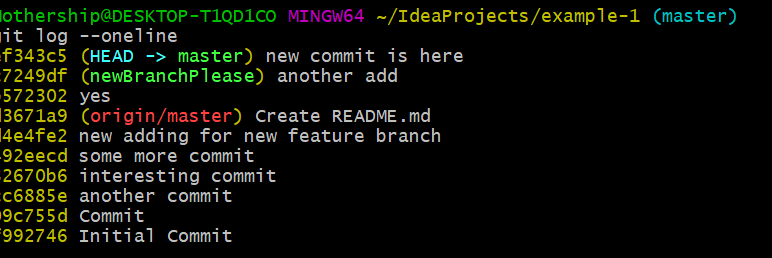 Mothership@DESKTOP-T1QD1CO MINGW64 ~/IdeaProjects/example-1 (master)
git log --oneline
f343c5 (HEAD -> master) new commit is here
7249df (newBranchPlease) another add
572302 yes
3671a9 (origin/master) Create README.md
4e4fe2 new adding for new feature branch
92eecd some more commit
2670b6 interesting commit
c6885e another commit
9c755d Commit
992746 Initial Commit